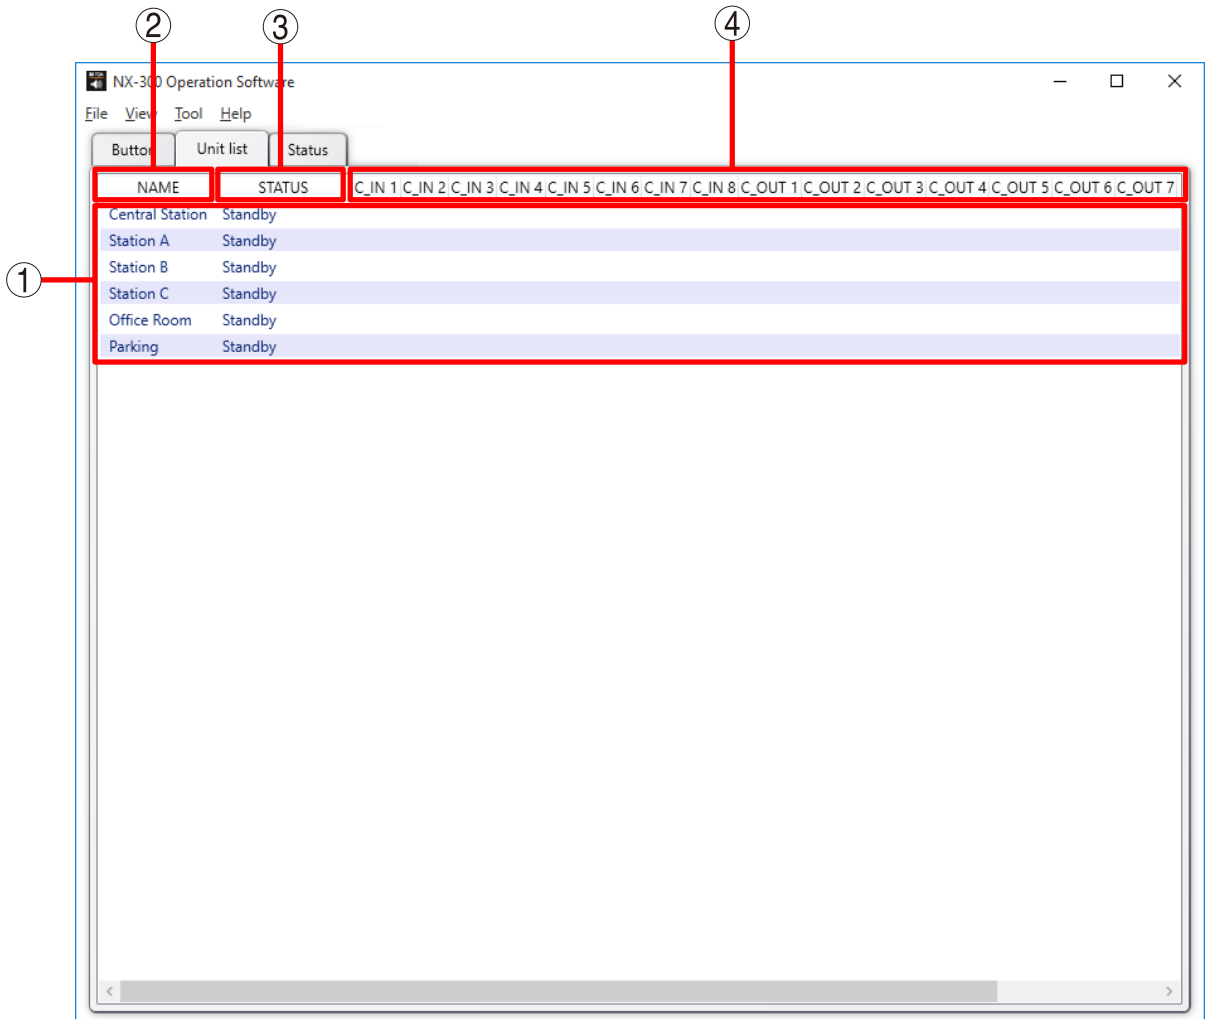 ② ③ ④
NX-300 Operation Software
File View Tool Help
Button Unit list Status
NAME STATUS C_IN 1 C_IN 2 C_IN 3 C_IN 4 C_IN 5 C_IN 6 C_IN 7 C_IN 8 C_OUT 1 C_OUT 2 C_OUT 3 C_OUT 4 C_OUT 5 C_OUT 6 C_OUT 7
Central Station Standby
Station A Standby
Station B Standby
①
Station C Standby
Office Room Standby
Parking Standby